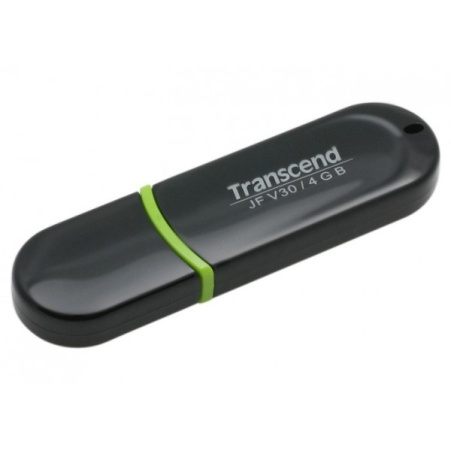 Transcend
JF V30 / 4 GB